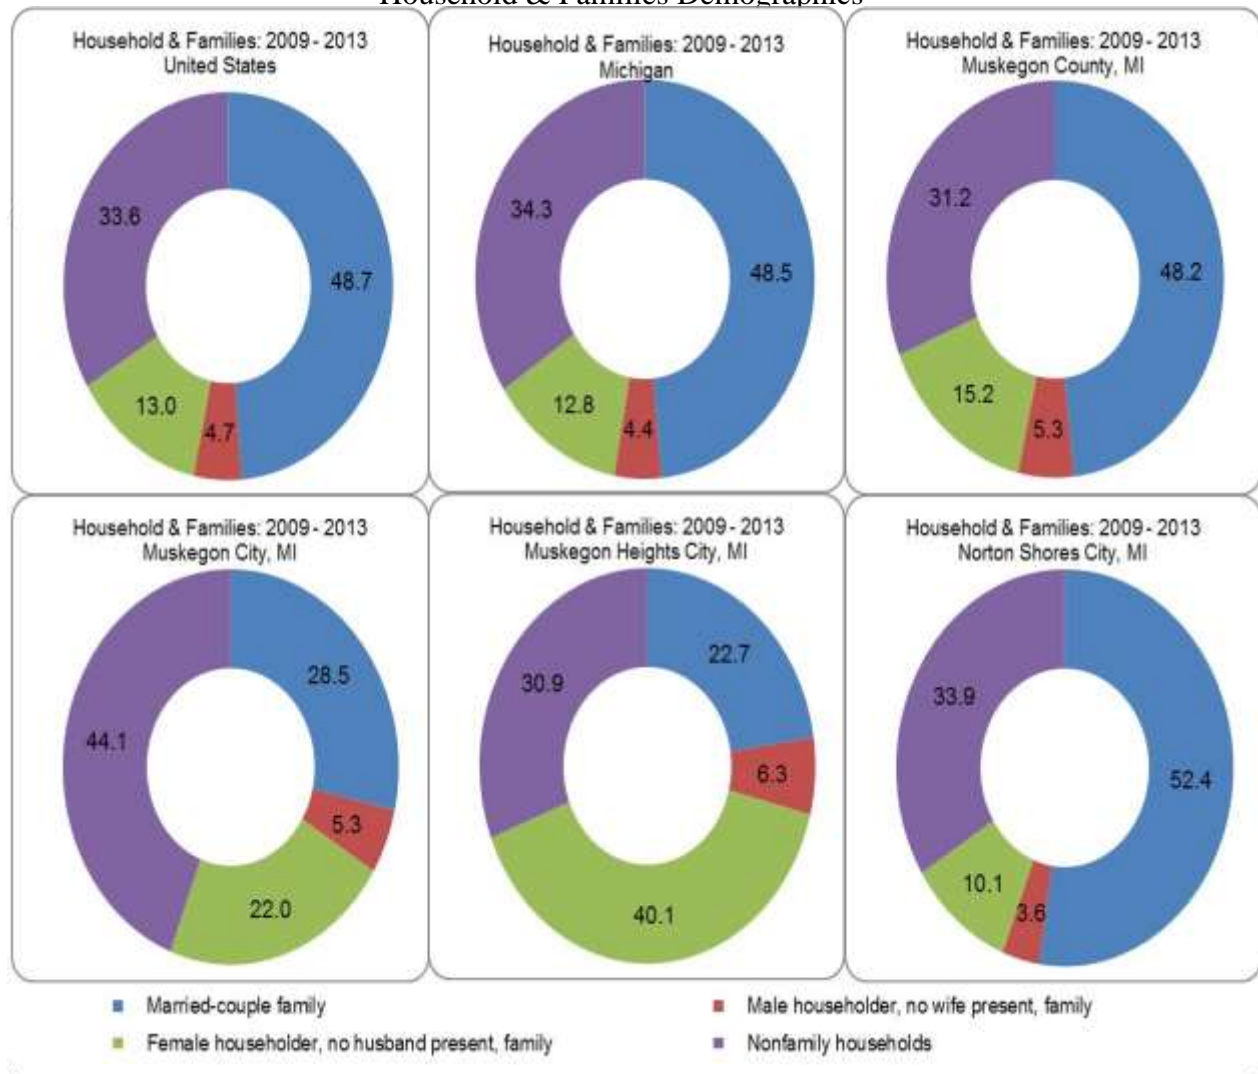 Household & Families Demographics
Household & Families: 2009 - 2013
United States
33.6
48.7
13.0
4.7
Household & Families: 2009 - 2013
Michigan
34.3
48.5
12.8
4.4
Household & Families: 2009 - 2013
Muskegon County, MI
31.2
48.2
15.2
5.3
Household & Families: 2009 - 2013
Muskegon City, MI
28.5
44.1
5.3
22.0
Household & Families: 2009 - 2013
Muskegon Heights City, MI
22.7
30.9
6.3
40.1
Household & Families: 2009 - 2013
Norton Shores City, MI
33.9
52.4
10.1
3.6
Married-couple family
Male householder, no wife present, family
Female householder, no husband present, family
Nonfamily households